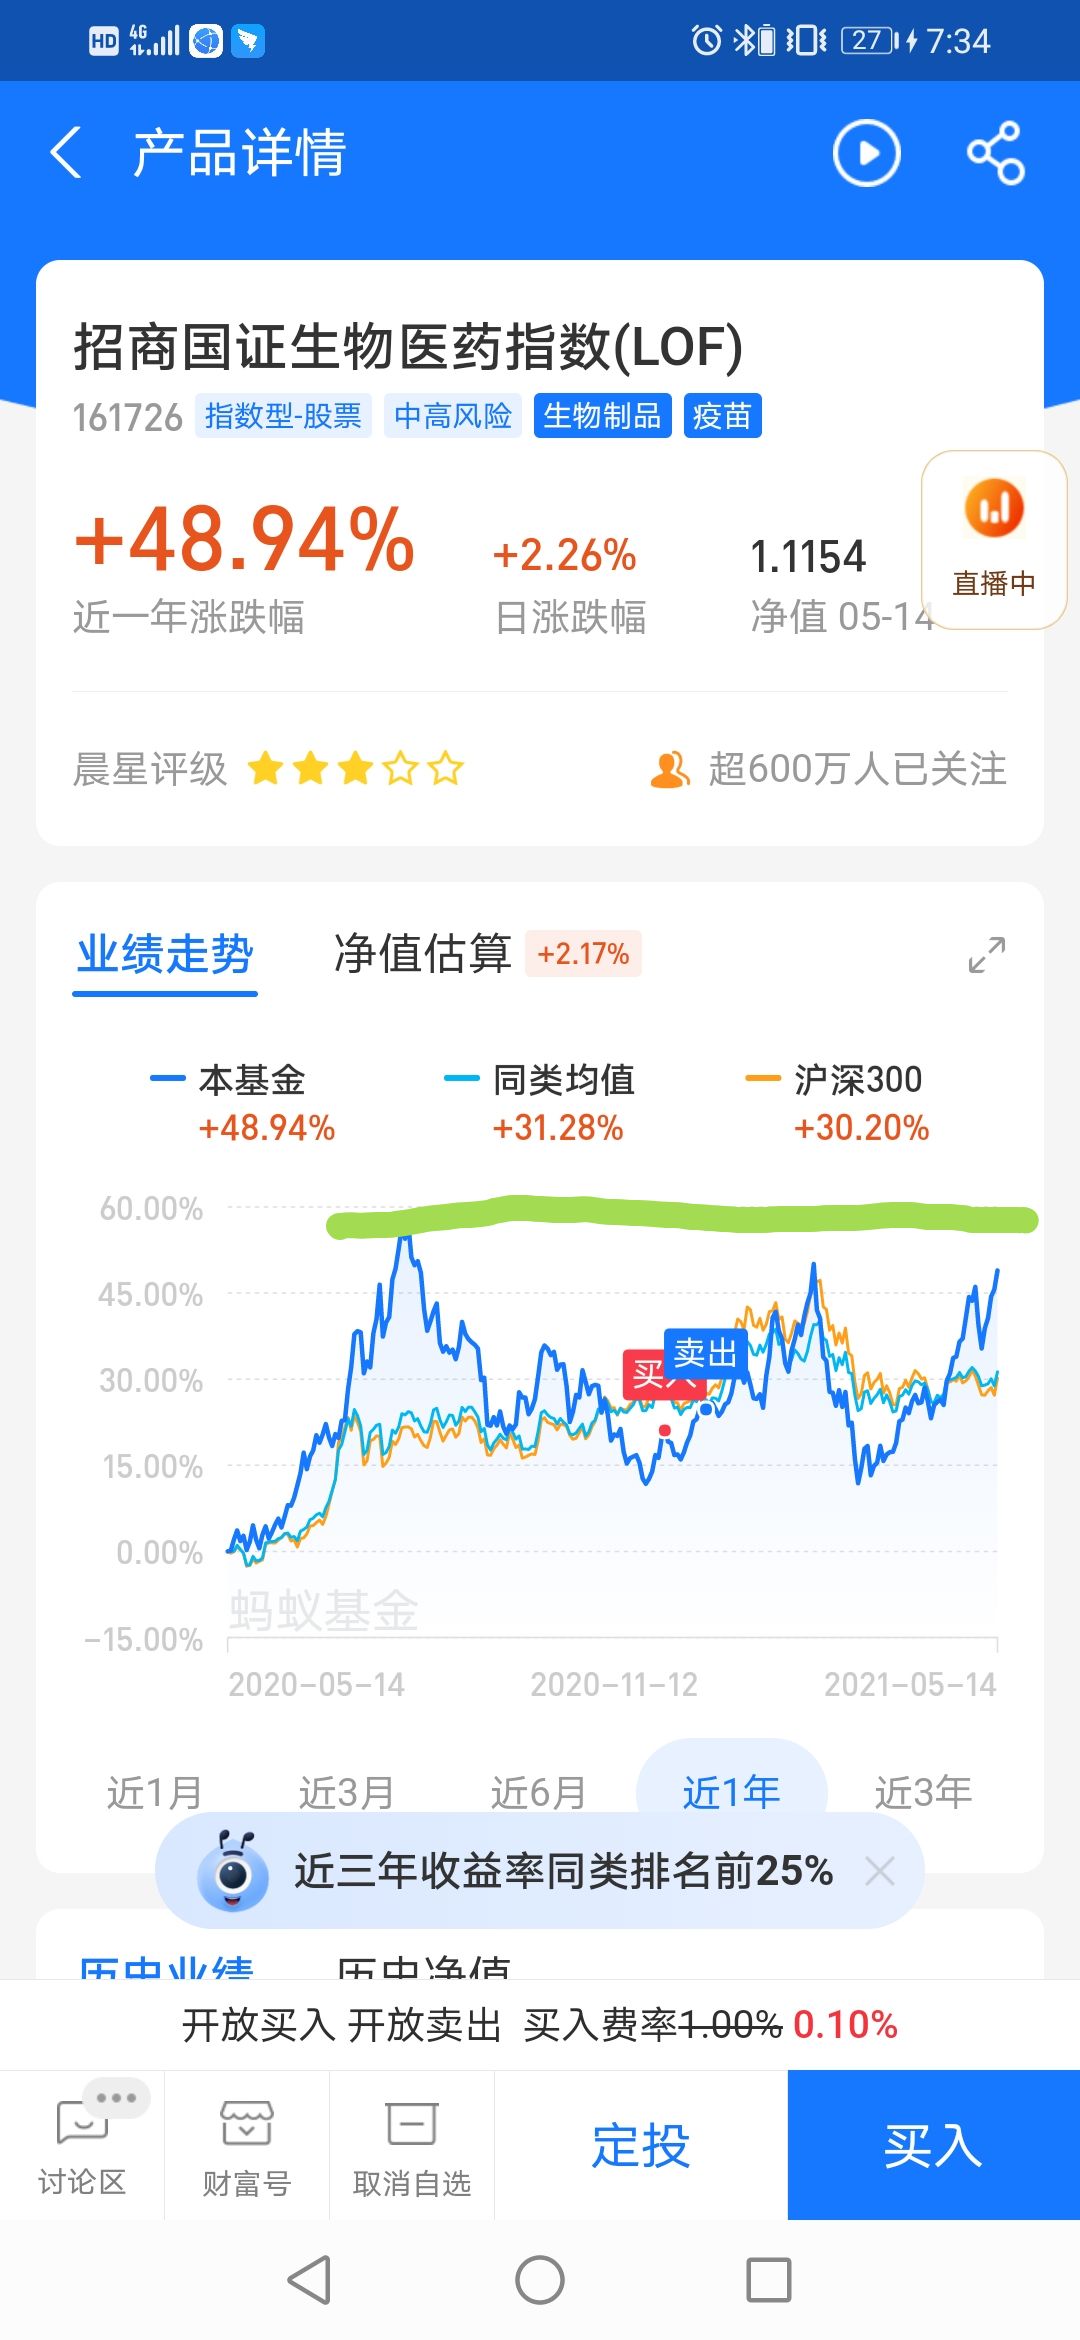 HD 4G 27 7:34
产品详情
招商国证生物医药指数(LOF)
161726 指数型-股票 中高风险 生物制品 疫苗
+48.94% +2.26% 1.1154
近一年涨跌幅 日涨跌幅 净值 05-14
直播中
晨星评级 超600万人已关注
业绩走势 净值估算 +2.17%
本基金 同类均值 沪深300
+48.94% +31.28% +30.20%
60.00%
45.00%
30.00%
15.00%
0.00%
-15.00%
买入 卖出
蚂蚁基金
2020-05-14 2020-11-12 2021-05-14
近1月 近3月 近6月 近1年 近3年
近三年收益率同类排名前25%
历史业绩 历史净值
开放买入 开放卖出 买入费率1.00% 0.10%
讨论区 财富号 取消自选 定投 买入